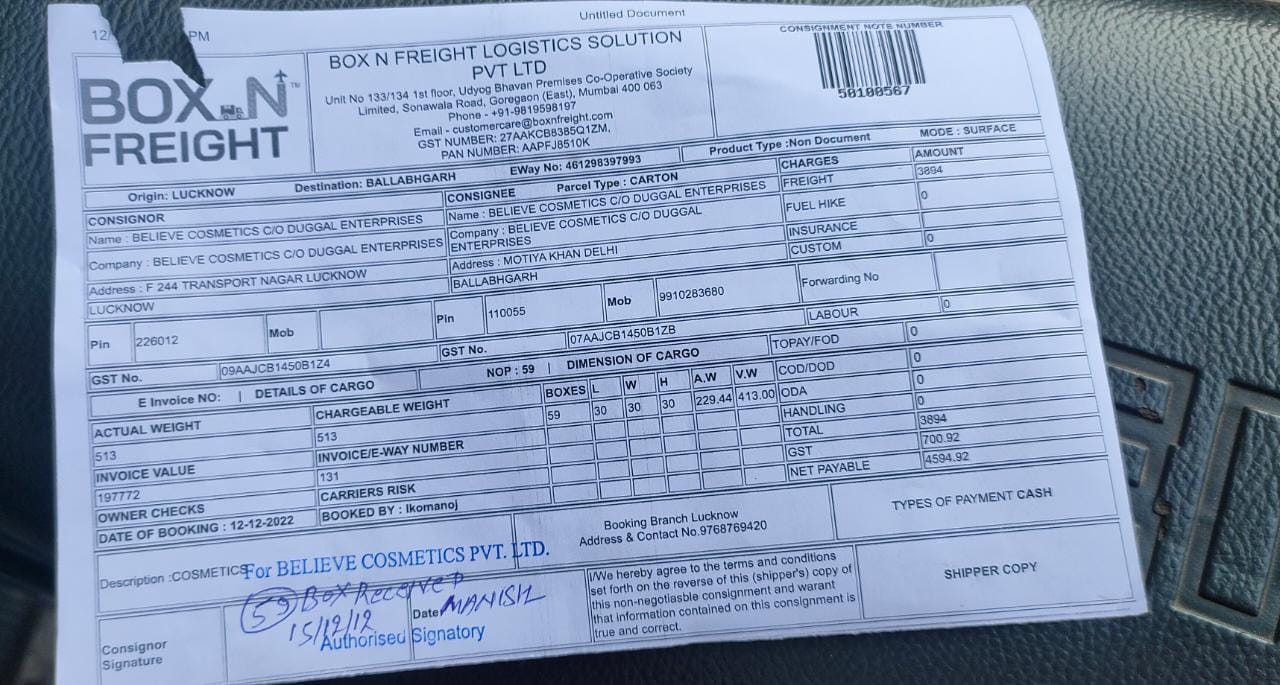 Untitled Document
12/ PM
BOX N™
FREIGHT
BOX N FREIGHT LOGISTICS SOLUTION
PVT LTD
Unit No 133/134 1st floor, Udyog Bhavan Premises Co-Operative Society
Limited, Sonawala Road, Goregaon (East), Mumbai 400 063
Phone - +91-9819598197
Email - customercare@boxnfreight.com
GST NUMBER: 27AAKCB8385Q1ZM,
PAN NUMBER: AAPFJ8510K
CONSIGNMENT NOTE NUMBER
50100567
Origin: LUCKNOW Destination: BALLABHGARH EWay No: 461298397993 Product Type :Non Document MODE : SURFACE
CONSIGNOR
Name : BELIEVE COSMETICS C/O DUGGAL ENTERPRISES
Company : BELIEVE COSMETICS C/O DUGGAL ENTERPRISES
Address : F 244 TRANSPORT NAGAR LUCKNOW
LUCKNOW
Pin 226012 Mob
GST No. 09AAJCB1450B1Z4
CONSIGNEE Parcel Type : CARTON
Name : BELIEVE COSMETICS C/O DUGGAL ENTERPRISES
Company : BELIEVE COSMETICS C/O DUGGAL
ENTERPRISES
Address : MOTIYA KHAN DELHI
BALLABHGARH
Pin 110055 Mob 9910283680
GST No. 07AAJCB1450B1ZB
CHARGES AMOUNT
FREIGHT 3894
FUEL HIKE 0
INSURANCE
CUSTOM 0
Forwarding No
LABOUR 0
TOPAY/FOD 0
COD/DOD 0
ODA 0
HANDLING 0
TOTAL 3894
GST 700.92
NET PAYABLE 4594.92
E Invoice NO: | DETAILS OF CARGO NOP : 59 | DIMENSION OF CARGO
ACTUAL WEIGHT CHARGEABLE WEIGHT
513 513
INVOICE VALUE INVOICE/E-WAY NUMBER
197772 131
OWNER CHECKS CARRIERS RISK
DATE OF BOOKING : 12-12-2022 BOOKED BY : lkomanoj
BOXES L W H A.W V.W
59 30 30 30 229.44 413.00
Description :COSMETICS
For BELIEVE COSMETICS PVT. LTD.
Booking Branch Lucknow
Address & Contact No.9768769420
TYPES OF PAYMENT CASH
59 Box Received
15/12/12
Date MANISH
Authorised Signatory
Consignor
Signature
I/We hereby agree to the terms and conditions
set forth on the reverse of this (shipper's) copy of
this non-negotiasble consignment and warant
that information contained on this consignment is
true and correct.
SHIPPER COPY